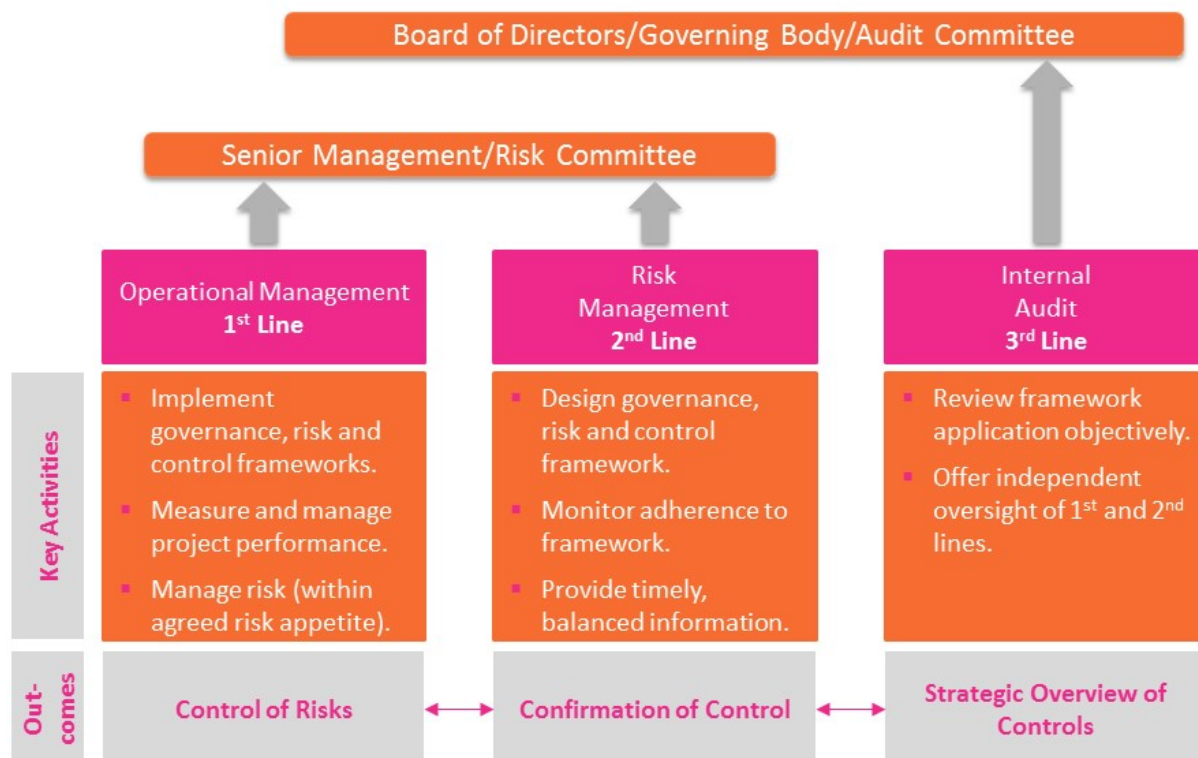 Board of Directors/Governing Body/Audit Committee
Senior Management/Risk Committee
Operational Management
1st Line
Risk
Management
2nd Line
Internal
Audit
3rd Line
Key Activities
▪ Implement
governance, risk and
control frameworks.
▪ Measure and manage
project performance.
▪ Manage risk (within
agreed risk appetite).
▪ Design governance,
risk and control
framework.
▪ Monitor adherence to
framework.
▪ Provide timely,
balanced information.
▪ Review framework
application objectively.
▪ Offer independent
oversight of 1st and 2nd
lines.
Out-
comes
Control of Risks
Confirmation of Control
Strategic Overview of
Controls